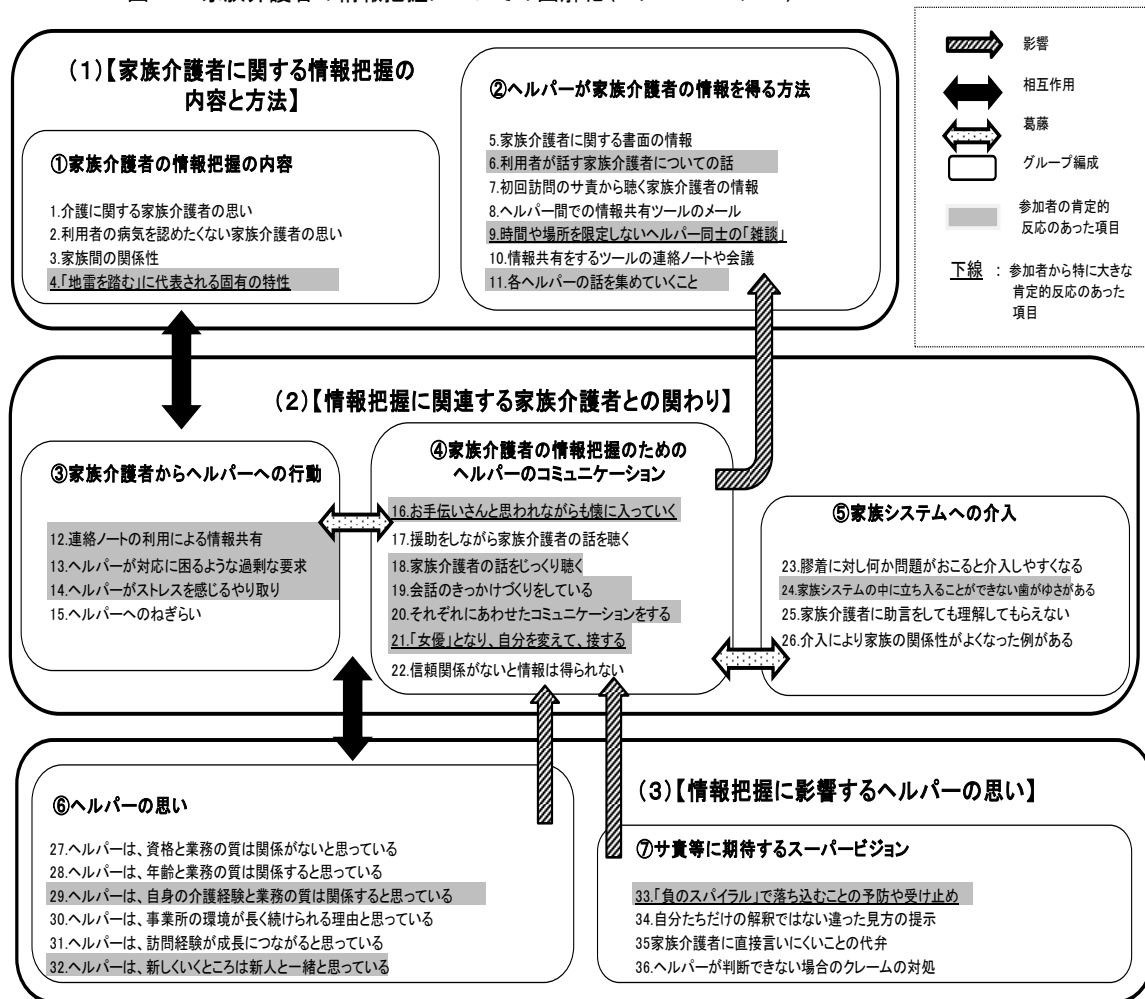 (1)【家族介護者に関する情報把握の
内容と方法】
①家族介護者の情報把握の内容
1.介護に関する家族介護者の思い
2.利用者の病気を認めたくない家族介護者の思い
3.家族間の関係性
4.「地雷を踏む」に代表される固有の特性
②ヘルパーが家族介護者の情報を得る方法
5.家族介護者に関する書面の情報
6.利用者が話す家族介護者についての話
7.初回訪問のサ責から聴く家族介護者の情報
8.ヘルパー間での情報共有ツールのメール
9.時間や場所を限定しないヘルパー同士の「雑談」
10.情報共有をするツールの連絡ノートや会議
11.各ヘルパーの話を集めていくこと
影響
相互作用
葛藤
グループ編成
参加者の肯定的
反応のあった項目
下線 : 参加者から特に大きな
肯定的反応のあった
項目
(2)【情報把握に関連する家族介護者との関わり】
③家族介護者からヘルパーへの行動
12.連絡ノートの利用による情報共有
13.ヘルパーが対応に困るような過剰な要求
14.ヘルパーがストレスを感じるやり取り
15.ヘルパーへのねぎらい
④家族介護者の情報把握のための
ヘルパーのコミュニケーション
16.お手伝いさんと思われながらも懐に入っていく
17.援助をしながら家族介護者の話を聴く
18.家族介護者の話をじっくり聴く
19.会話のきっかけづくりをしている
20.それぞれにあわせたコミュニケーションをする
21.「女優」となり、自分を変えて、接する
22.信頼関係がないと情報は得られない
⑤家族システムへの介入
23.膠着に対し何か問題がおこると介入しやすくなる
24.家族システムの中に立ち入ることができない歯がゆさがある
25.家族介護者に助言をしても理解してもらえない
26.介入により家族の関係性がよくなった例がある
(3)【情報把握に影響するヘルパーの思い】
⑥ヘルパーの思い
27.ヘルパーは、資格と業務の質は関係がないと思っている
28.ヘルパーは、年齢と業務の質は関係すると思っている
29.ヘルパーは、自身の介護経験と業務の質は関係すると思っている
30.ヘルパーは、事業所の環境が長く続けられる理由と思っている
31.ヘルパーは、訪問経験が成長につながると思っている
32.ヘルパーは、新しくいくところは新人と一緒と思っている
⑦サ責等に期待するスーパービジョン
33.「負のスパイラル」で落ち込むことの予防や受け止め
34.自分たちだけの解釈ではない違った見方の提示
35家族介護者に直接言いにくいことの代弁
36.ヘルパーが判断できない場合のクレームの対処